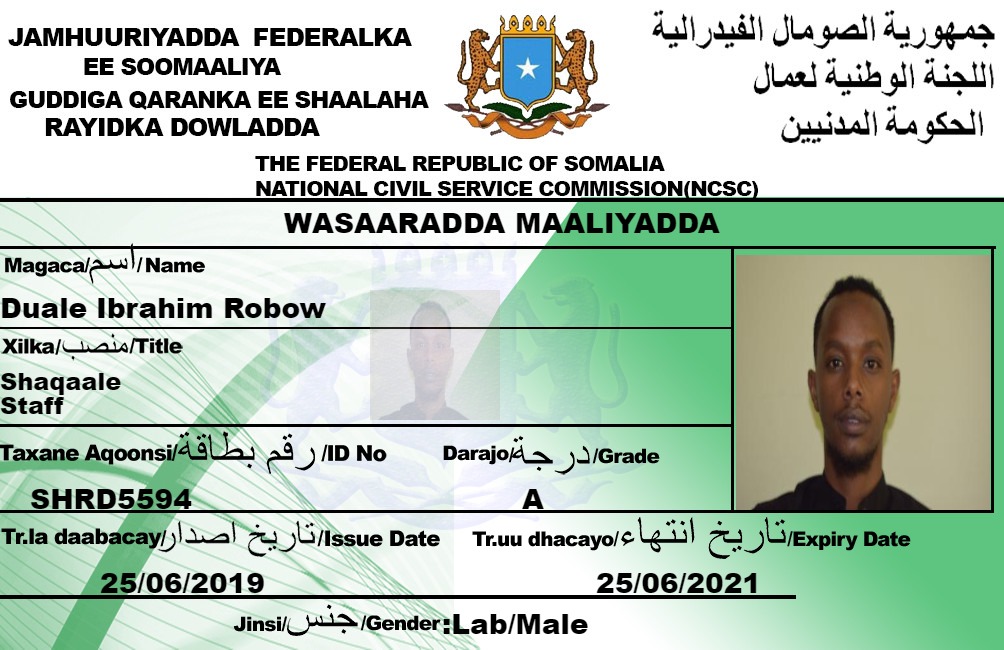 JAMHUURIYADDA FEDERALKA
EE SOOMAALIYA
GUDDIGA QARANKA EE SHAALAHA
RAYIDKA DOWLADDA
جمهورية الصومال الفيدرالية
اللجنة الوطنية لعمال
الحكومة المدنيين
THE FEDERAL REPUBLIC OF SOMALIA
NATIONAL CIVIL SERVICE COMMISSION(NCSC)
WASAARADDA MAALIYADDA
Magaca/اسم/Name
Duale Ibrahim Robow
Xilka/منصب/Title
Shaqaale
Staff
Taxane Aqoonsi/رقم بطاقة/ID No
Darajo/درجة/Grade
SHRD5594
A
Tr.la daabacay/تاريخ اصدار/Issue Date
Tr.uu dhacayo/تاريخ انتهاء/Expiry Date
25/06/2019
25/06/2021
Jinsi/جنس/Gender:Lab/Male